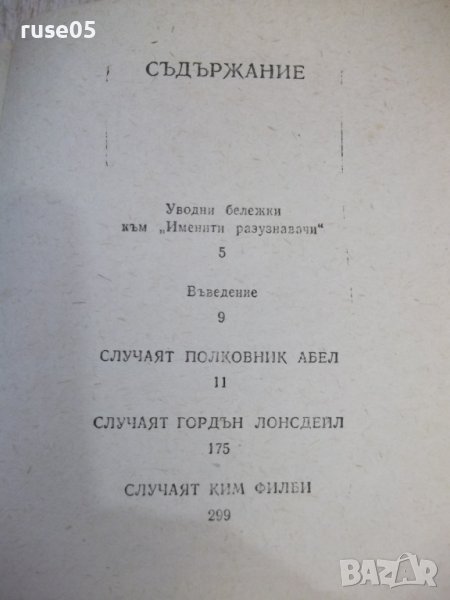 ruse05
СЪДЪРЖАНИЕ
Уводни бележки
към „Именити разузнавачи“
5
Въведение
9
СЛУЧАЯТ ПОЛКОВНИК АБЕЛ
11
СЛУЧАЯТ ГОРДЪН ЛОНСДЕЙЛ
175
СЛУЧАЯТ КИМ ФИЛБИ
299
BAZAR